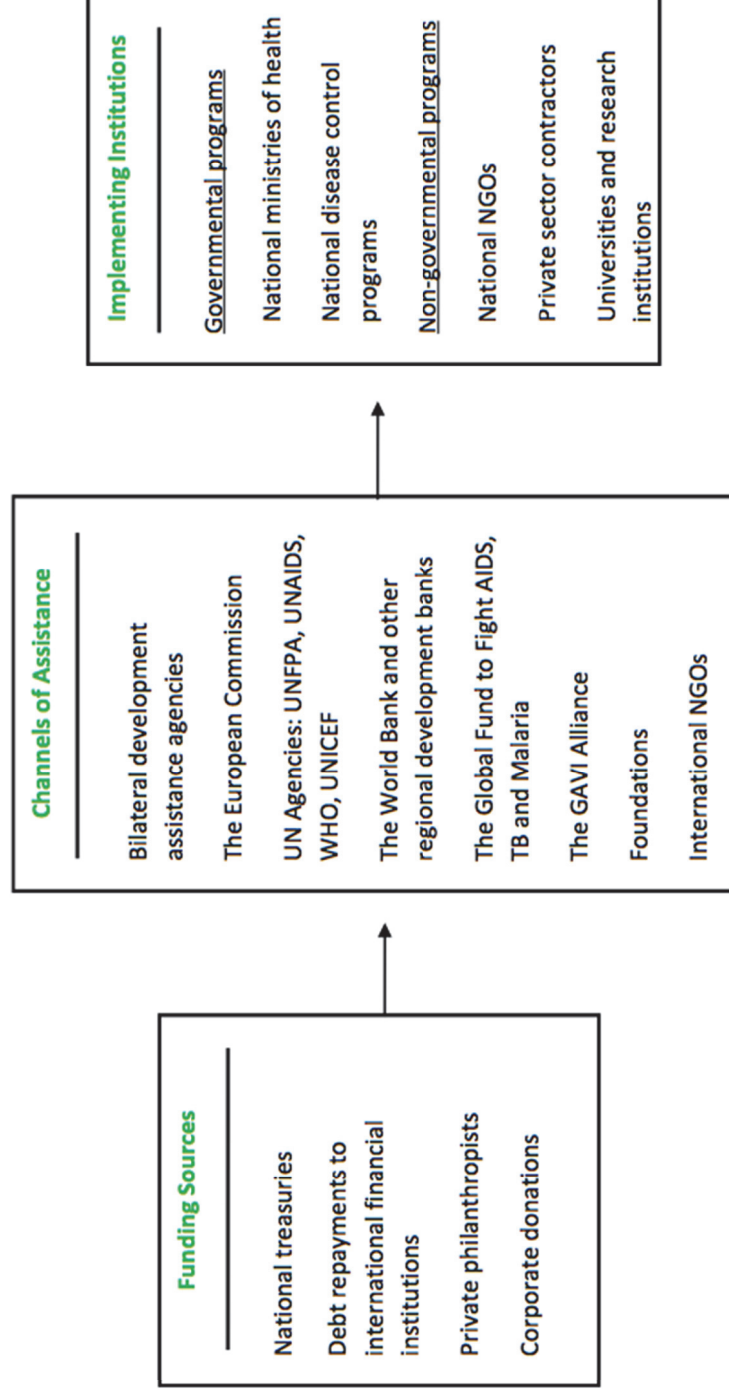 Funding Sources
National treasuries
Debt repayments to
international financial
institutions
Private philanthropists
Corporate donations
Channels of Assistance
Bilateral development
assistance agencies
The European Commission
UN Agencies: UNFPA, UNAIDS,
WHO, UNICEF
The World Bank and other
regional development banks
The Global Fund to Fight AIDS,
TB and Malaria
The GAVI Alliance
Foundations
International NGOs
Implementing Institutions
Governmental programs
National ministries of health
National disease control
programs
Non-governmental programs
National NGOs
Private sector contractors
Universities and research
institutions